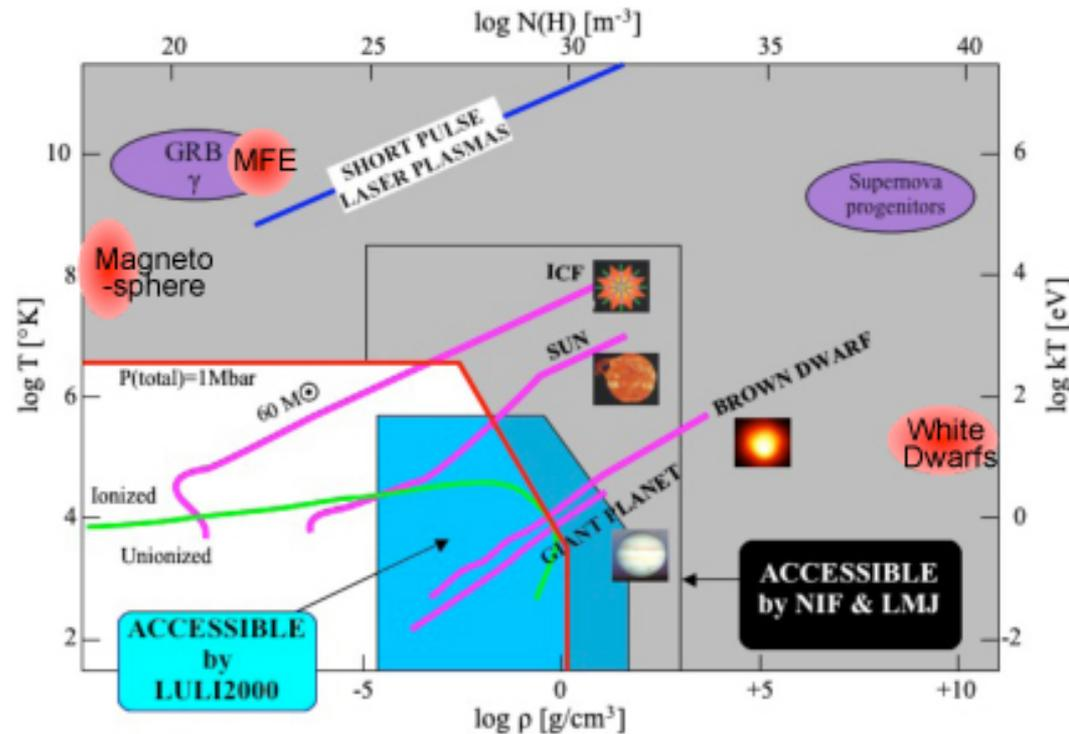 log N(H) [m⁻³]
20 25 30 35 40
log T [°K]
10
8
6
4
2
log kT [eV]
6
4
2
0
-2
GRB
γ
MFE
SHORT PULSE
LASER PLASMAS
Supernova
progenitors
Magneto
-sphere
ICF
SUN
BROWN DWARF
P(total)=1Mbar
60 M☉
White
Dwarfs
Ionized
Unionized
GIANT PLANET
ACCESSIBLE
by NIF & LMJ
ACCESSIBLE
by
LULI2000
-5 0 +5 +10
log ρ [g/cm³]